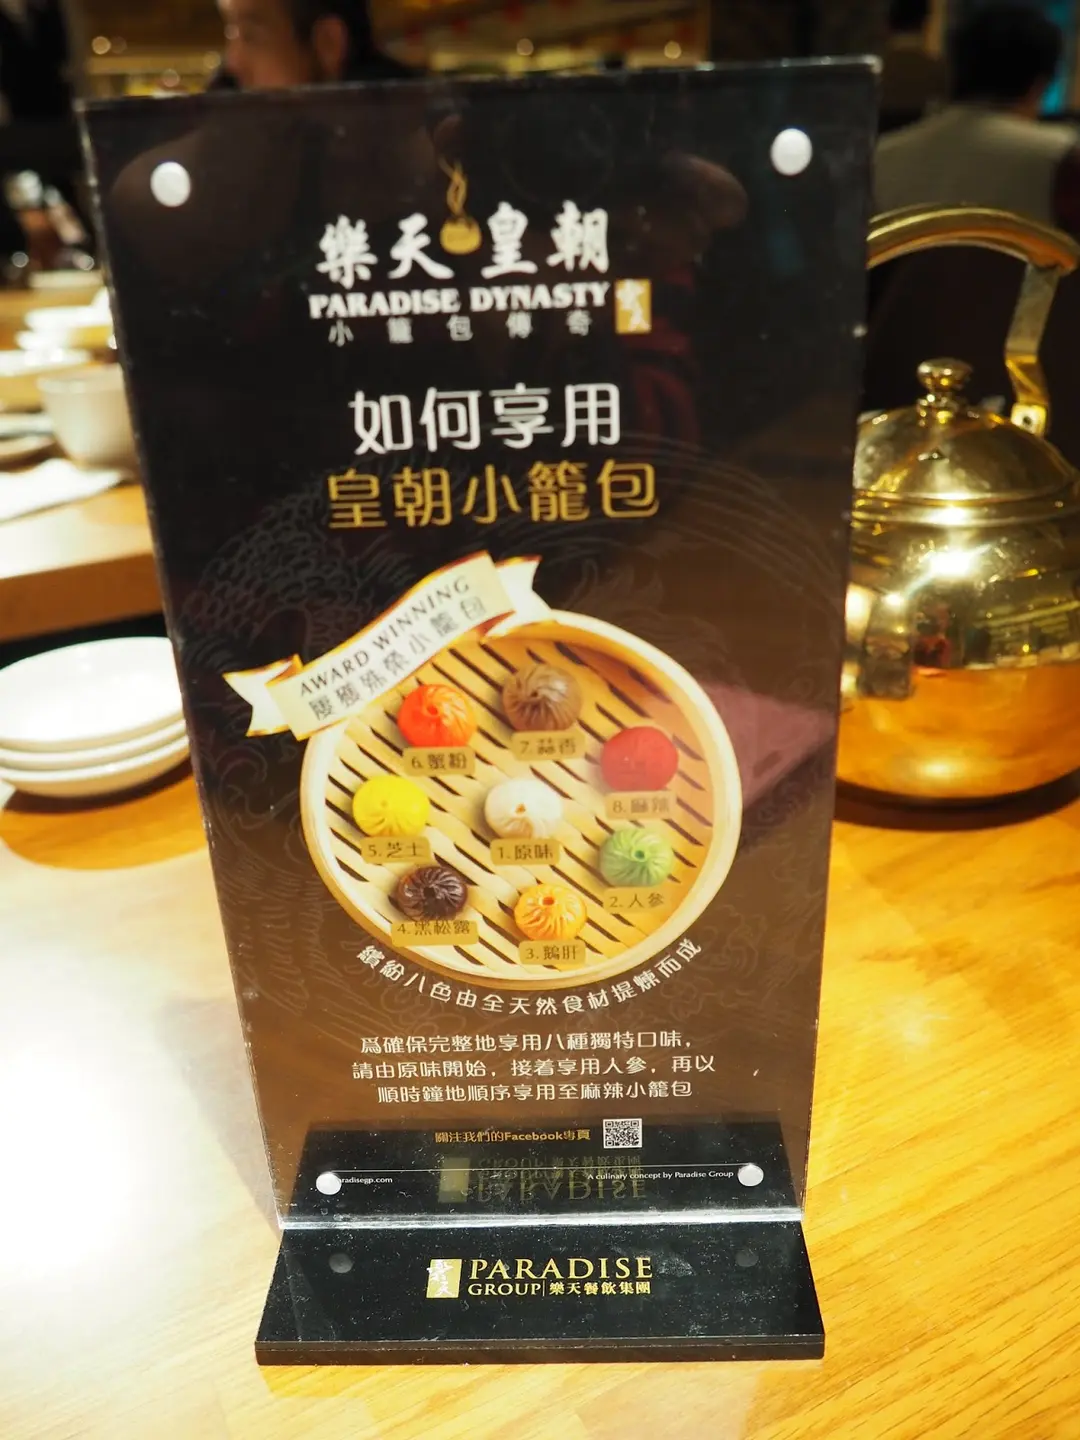 樂天皇朝
PARADISE DYNASTY
小籠包傳奇
如何享用
皇朝小籠包
AWARD WINNING
屢獲殊榮小籠包
6. 蟹粉
7. 蒜香
8. 麻辣
5. 芝士
1. 原味
2. 人參
4. 黑松露
3. 鵝肝
繽紛八色由全天然食材提煉而成
爲確保完整地享用八種獨特口味，
請由原味開始，接着享用人參，再以
順時鐘地順序享用至麻辣小籠包
關注我們的Facebook專頁
aradisegp.com
A culinary concept by Paradise Group
PARADISE
GROUP|樂天餐飲集團